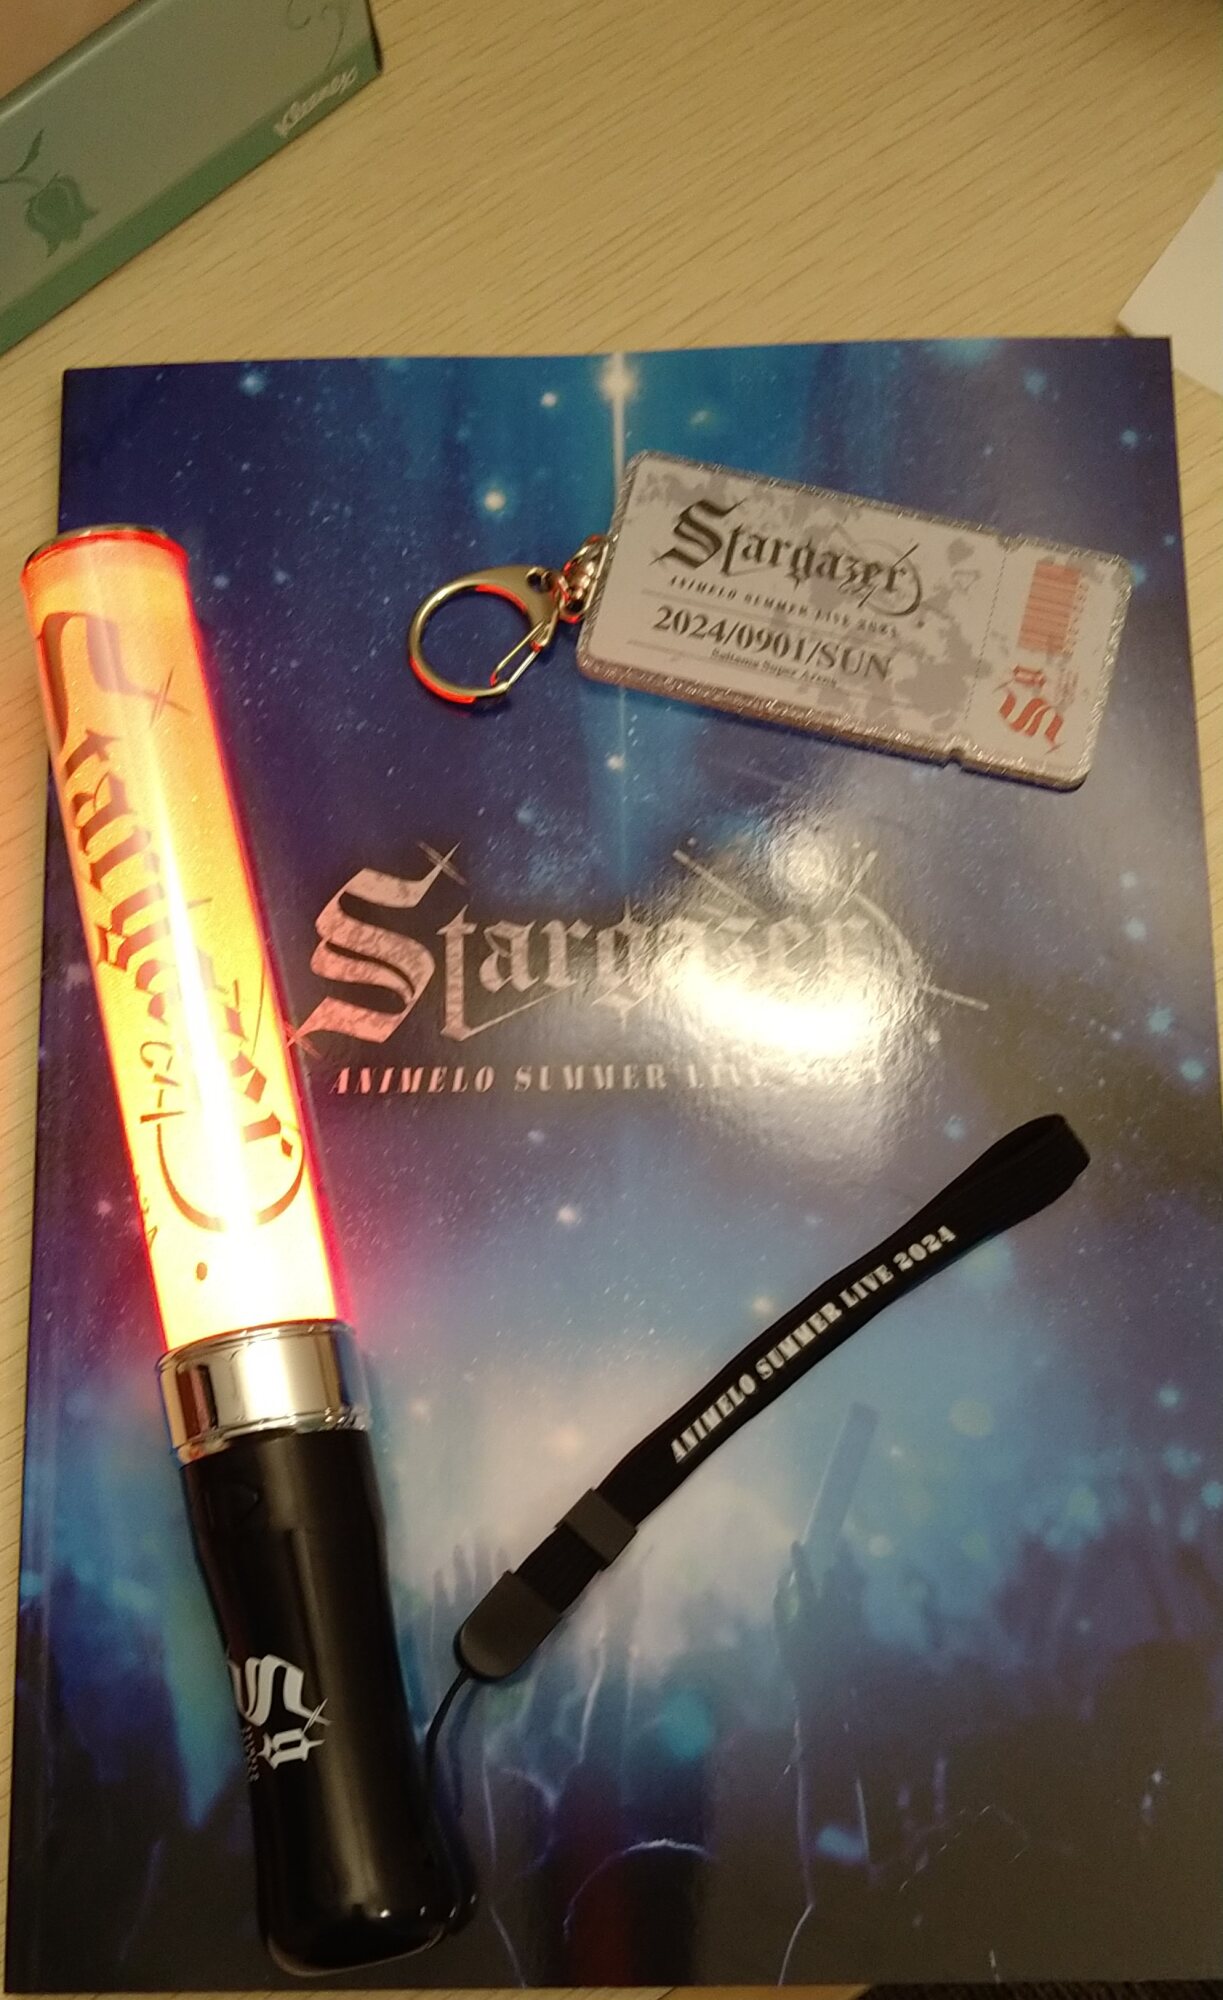 Kleenex
Stargazer
ANIMELO SUMMER LIVE 2024
2024/0901/SUN
Saitama Super Arena
Stargazer
ANIMELO SUMMER LIVE 2024
Stargazer
ANIMELO SUMMER LIVE 2024